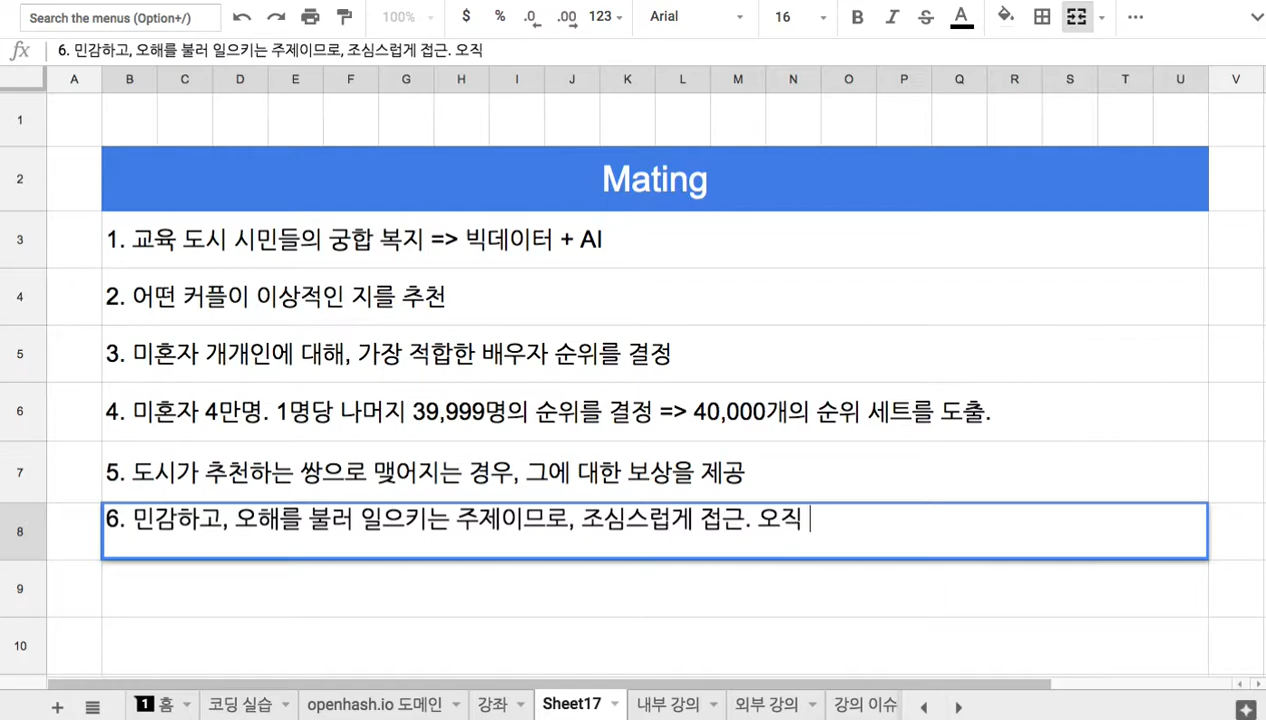 Search the menus (Option+/)
100%
$ % .0 .00 123 Arial 16 B I S A
fx 6. 민감하고, 오해를 불러 일으키는 주제이므로, 조심스럽게 접근. 오직
A B C D E F G H I J K L M N O P Q R S T U V
1
2 Mating
3 1. 교육 도시 시민들의 궁합 복지 => 빅데이터 + AI
4 2. 어떤 커플이 이상적인 지를 추천
5 3. 미혼자 개개인에 대해, 가장 적합한 배우자 순위를 결정
6 4. 미혼자 4만명. 1명당 나머지 39,999명의 순위를 결정 => 40,000개의 순위 세트를 도출.
7 5. 도시가 추천하는 쌍으로 맺어지는 경우, 그에 대한 보상을 제공
8 6. 민감하고, 오해를 불러 일으키는 주제이므로, 조심스럽게 접근. 오직
9
10
+ 1 홈 코딩 실습 openhash.io 도메인 강좌 Sheet17 내부 강의 외부 강의 강의 이슈